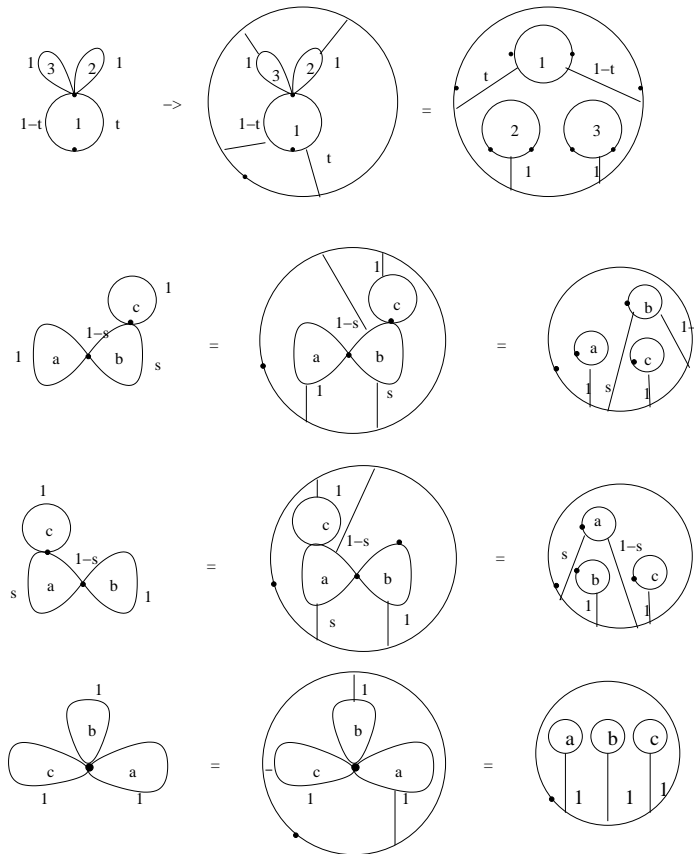 1 3 2 1 1 3 2 1 1
1−t 1 t −> 1−t 1 t = t 1−t
2 3
1 1
1 1 c
c c b 1-
1−s 1−s a
1 a b s = a b = c
1 s 1 s 1
1 1 a
c c 1−s
1−s 1−s s b c
s a b 1 = a b = 1 1
s 1
1 1
b b a b c
c a = − c a = 1 1 1
1 1 1 1